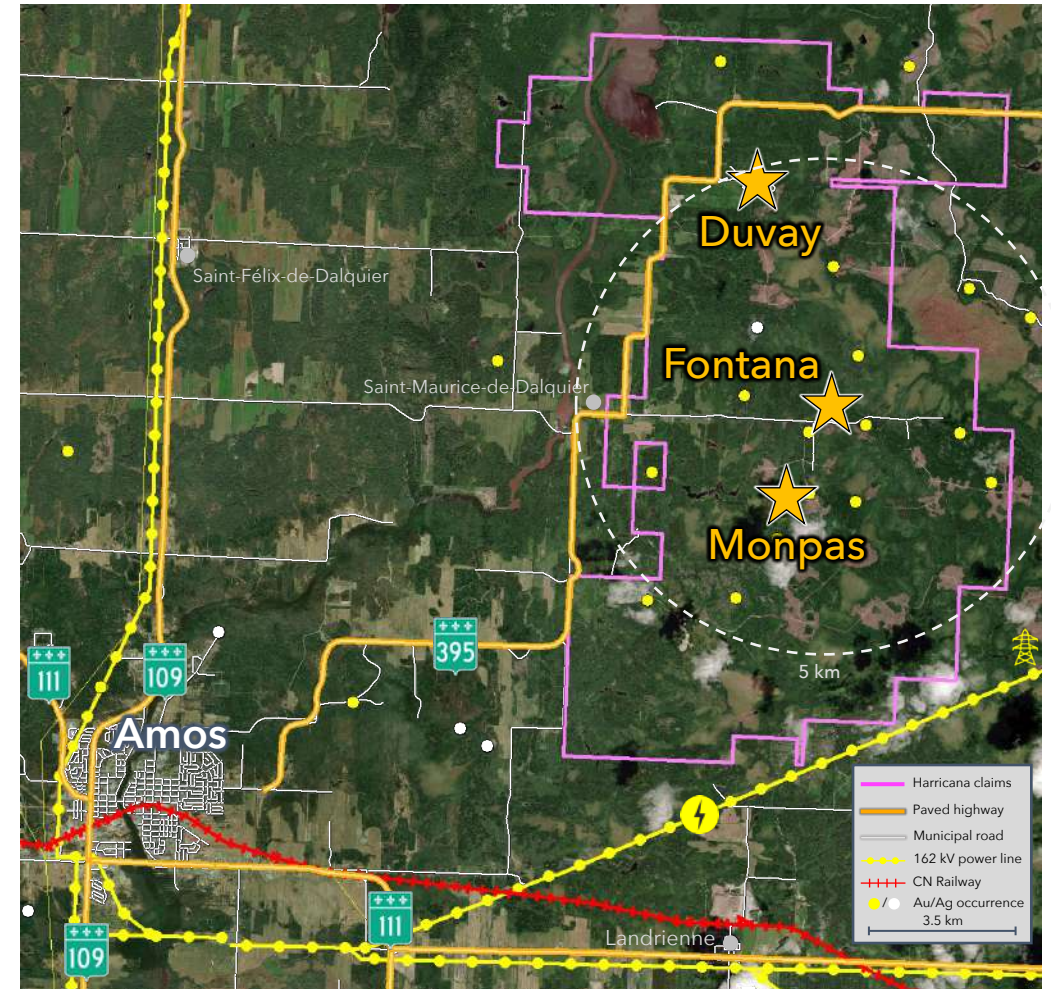 Duvay
Saint-Félix-de-Dalquier
Fontana
Saint-Maurice-de-Dalquier
Monpas
395
5 km
111
109
Amos
Harricana claims
Paved highway
Municipal road
162 kV power line
CN Railway
/ Au/Ag occurrence
3.5 km
111
Landrienne
109